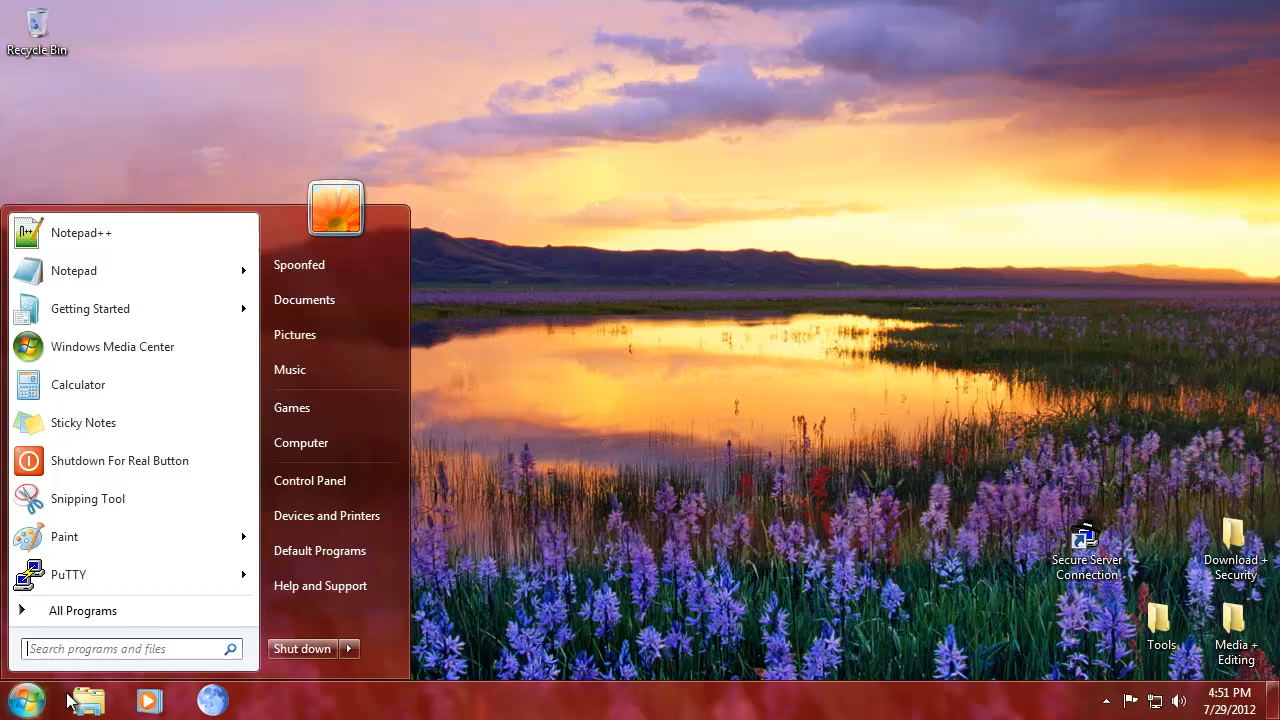 Recycle Bin
Notepad++
Notepad
Getting Started
Windows Media Center
Calculator
Sticky Notes
Shutdown For Real Button
Snipping Tool
Paint
PuTTY
All Programs
Search programs and files
Spoonfed
Documents
Pictures
Music
Games
Computer
Control Panel
Devices and Printers
Default Programs
Help and Support
Shut down
Secure Server
Connection
Download +
Security
Tools
Media +
Editing
4:51 PM
7/29/2012